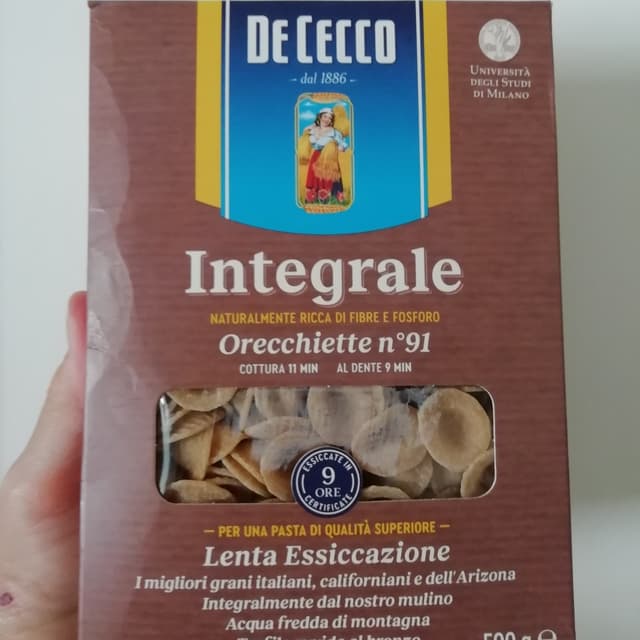 DE CECCO
- dal 1886 -
UNIVERSITÀ
DEGLI STUDI
DI MILANO
Integrale
NATURALMENTE RICCA DI FIBRE E FOSFORO
Orecchiette n°91
COTTURA 11 MIN AL DENTE 9 MIN
ESSICCATE IN
9
ORE
CERTIFICATE
— PER UNA PASTA DI QUALITÀ SUPERIORE —
Lenta Essiccazione
I migliori grani italiani, californiani e dell'Arizona
Integralmente dal nostro mulino
Acqua fredda di montagna
500 g e